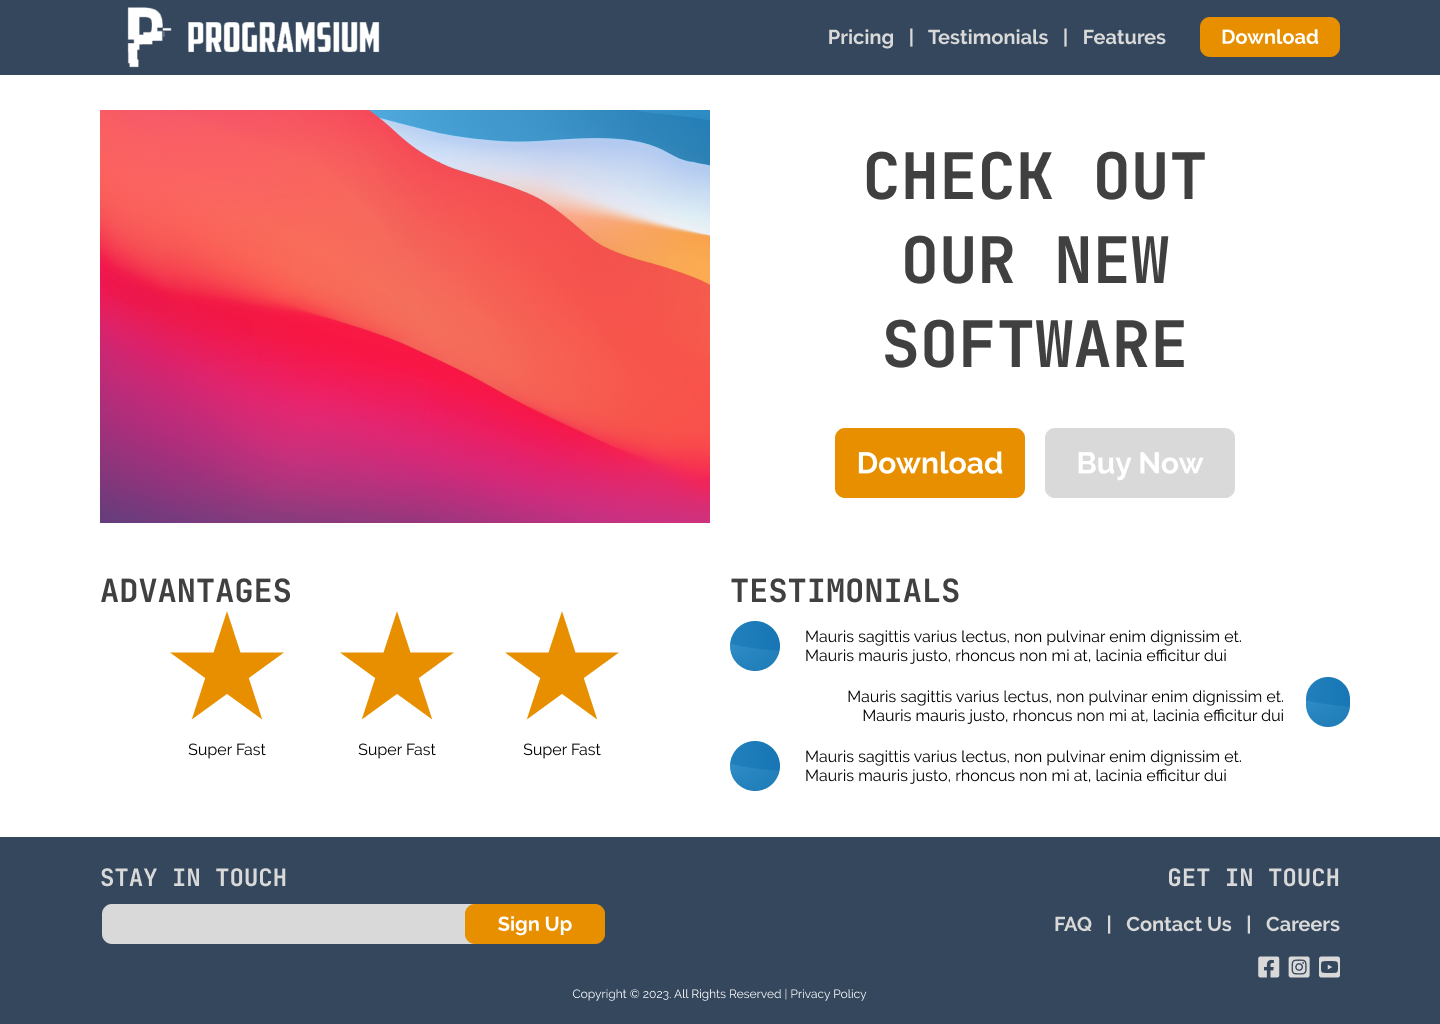 PROGRAMSIUM
Pricing | Testimonials | Features
Download
CHECK OUT
OUR NEW
SOFTWARE
Download
Buy Now
ADVANTAGES
Super Fast
Super Fast
Super Fast
TESTIMONIALS
Mauris sagittis varius lectus, non pulvinar enim dignissim et.
Mauris mauris justo, rhoncus non mi at, lacinia efficitur dui
Mauris sagittis varius lectus, non pulvinar enim dignissim et.
Mauris mauris justo, rhoncus non mi at, lacinia efficitur dui
Mauris sagittis varius lectus, non pulvinar enim dignissim et.
Mauris mauris justo, rhoncus non mi at, lacinia efficitur dui
STAY IN TOUCH
Sign Up
GET IN TOUCH
FAQ | Contact Us | Careers
Copyright © 2023. All Rights Reserved | Privacy Policy